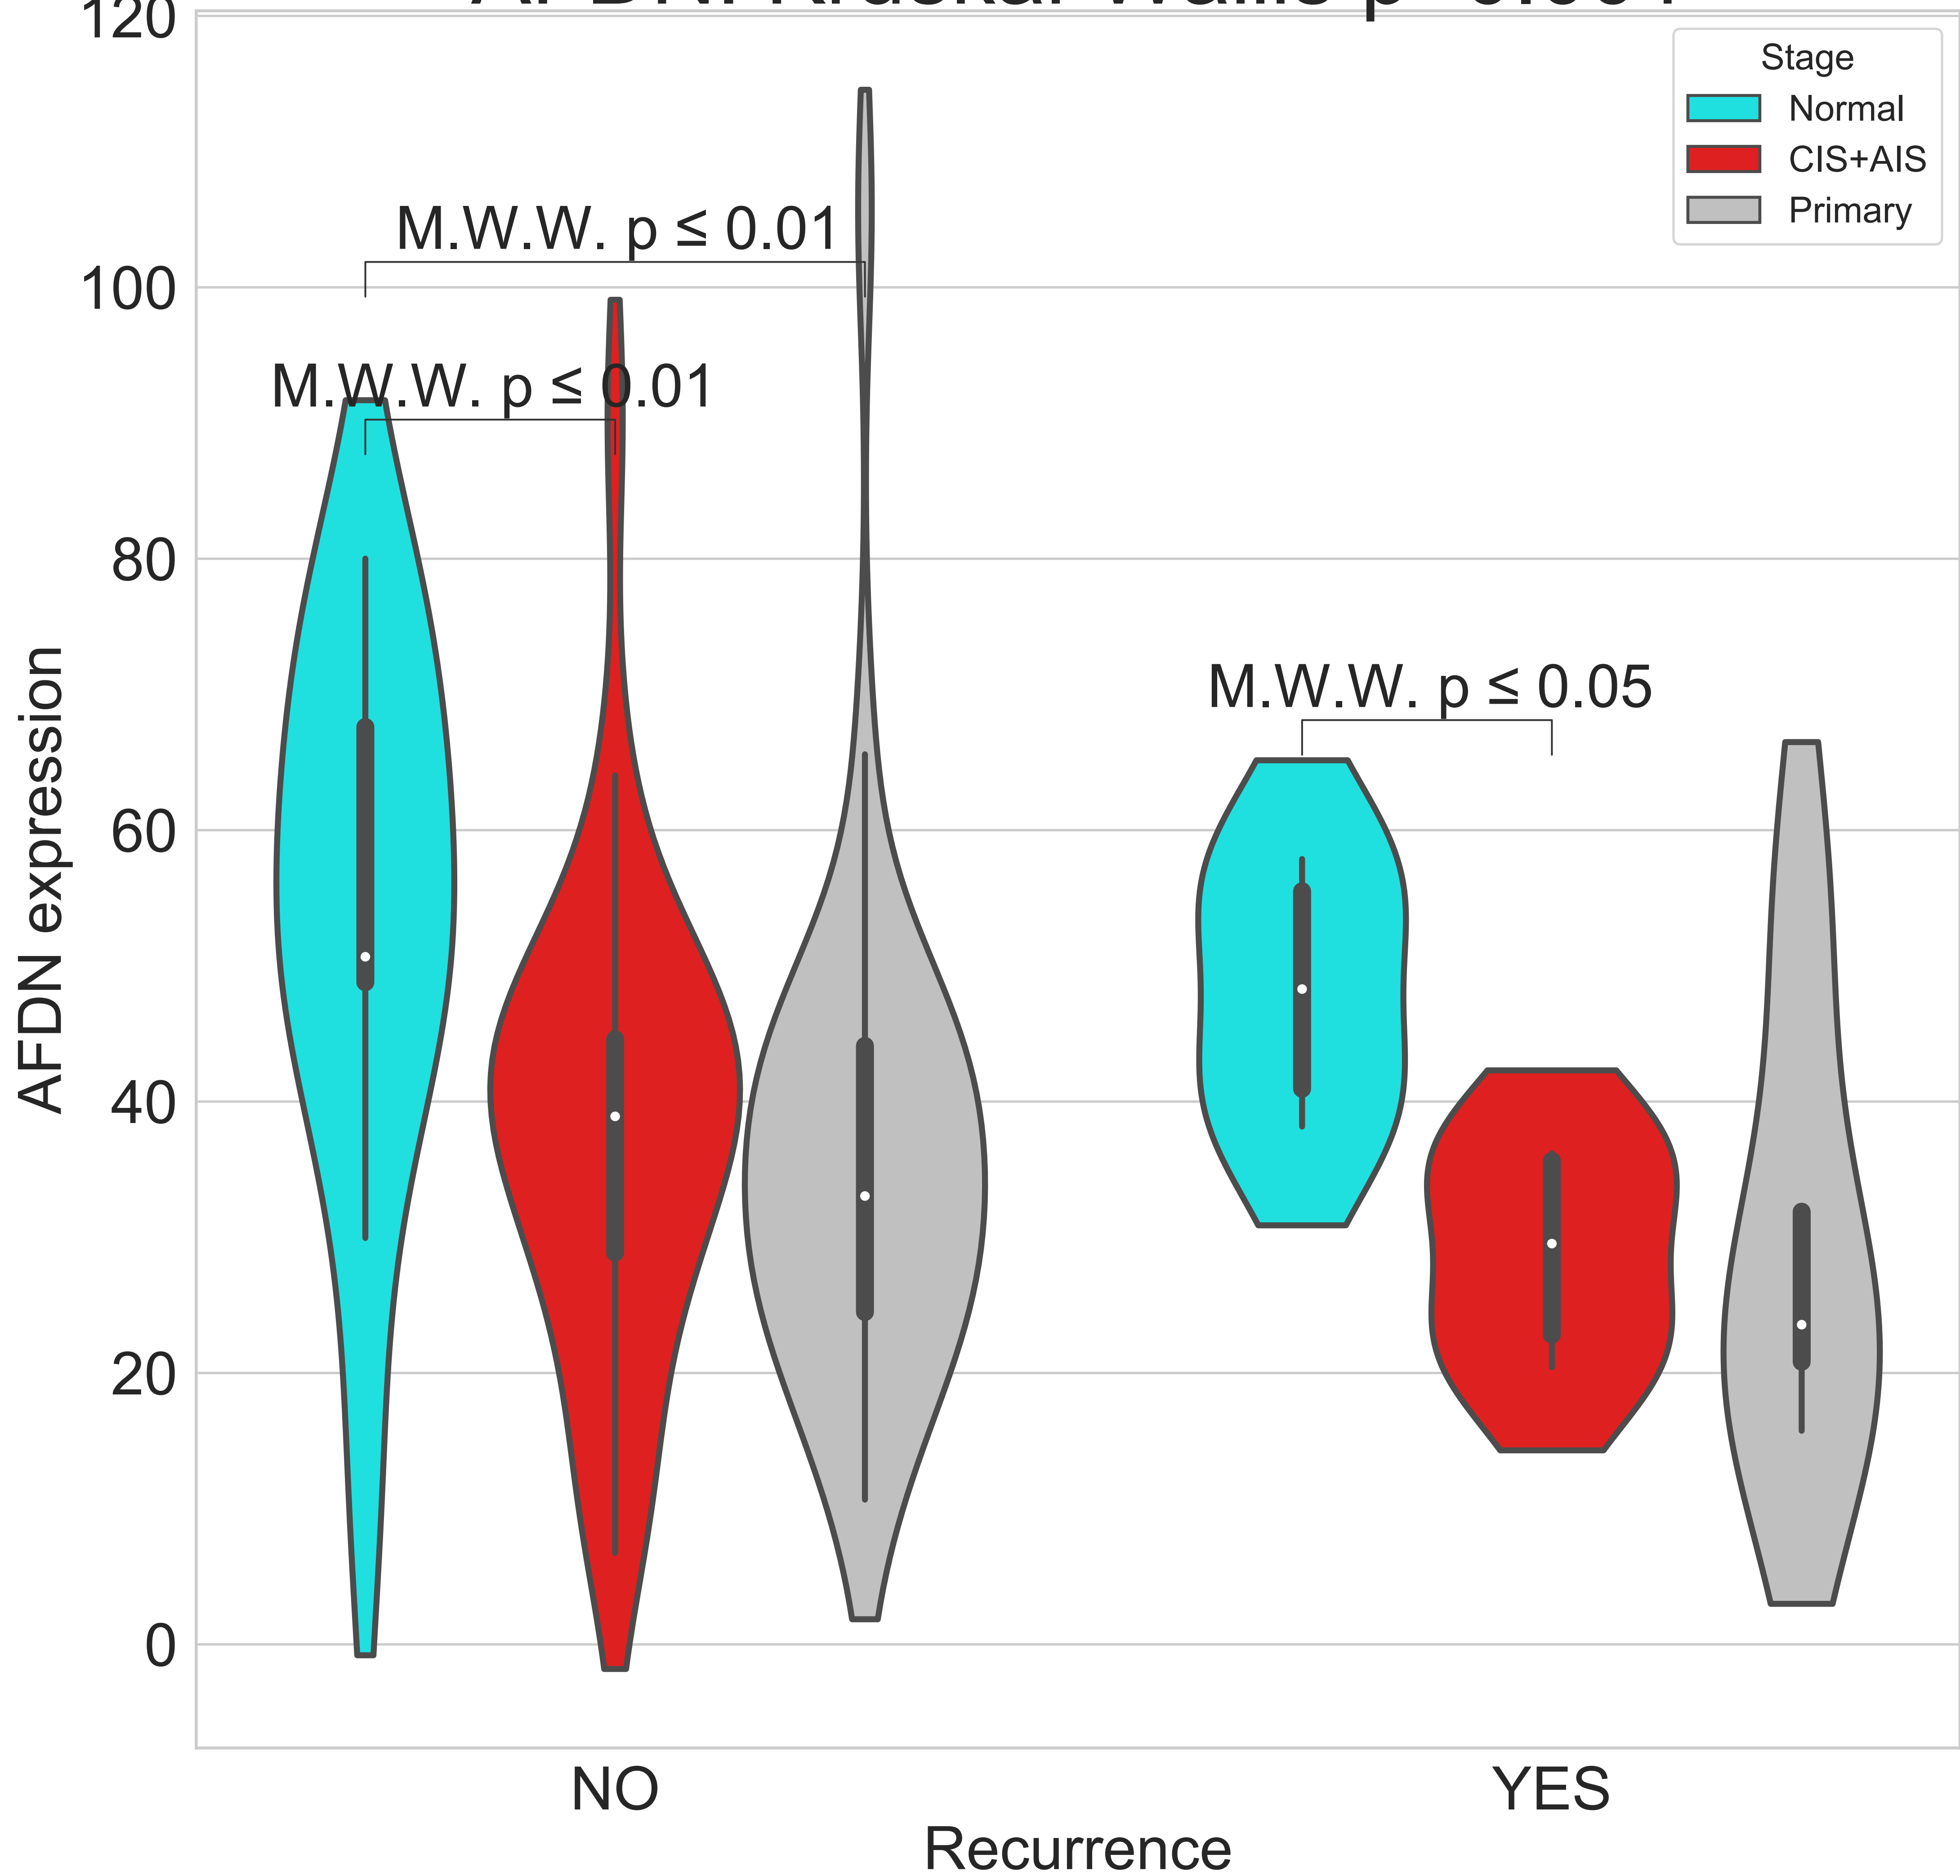 120
100
80
60
40
20
0
AFDN expression
Stage
Normal
CIS+AIS
Primary
M.W.W. p ≤ 0.01
M.W.W. p ≤ 0.01
M.W.W. p ≤ 0.05
NO
YES
Recurrence